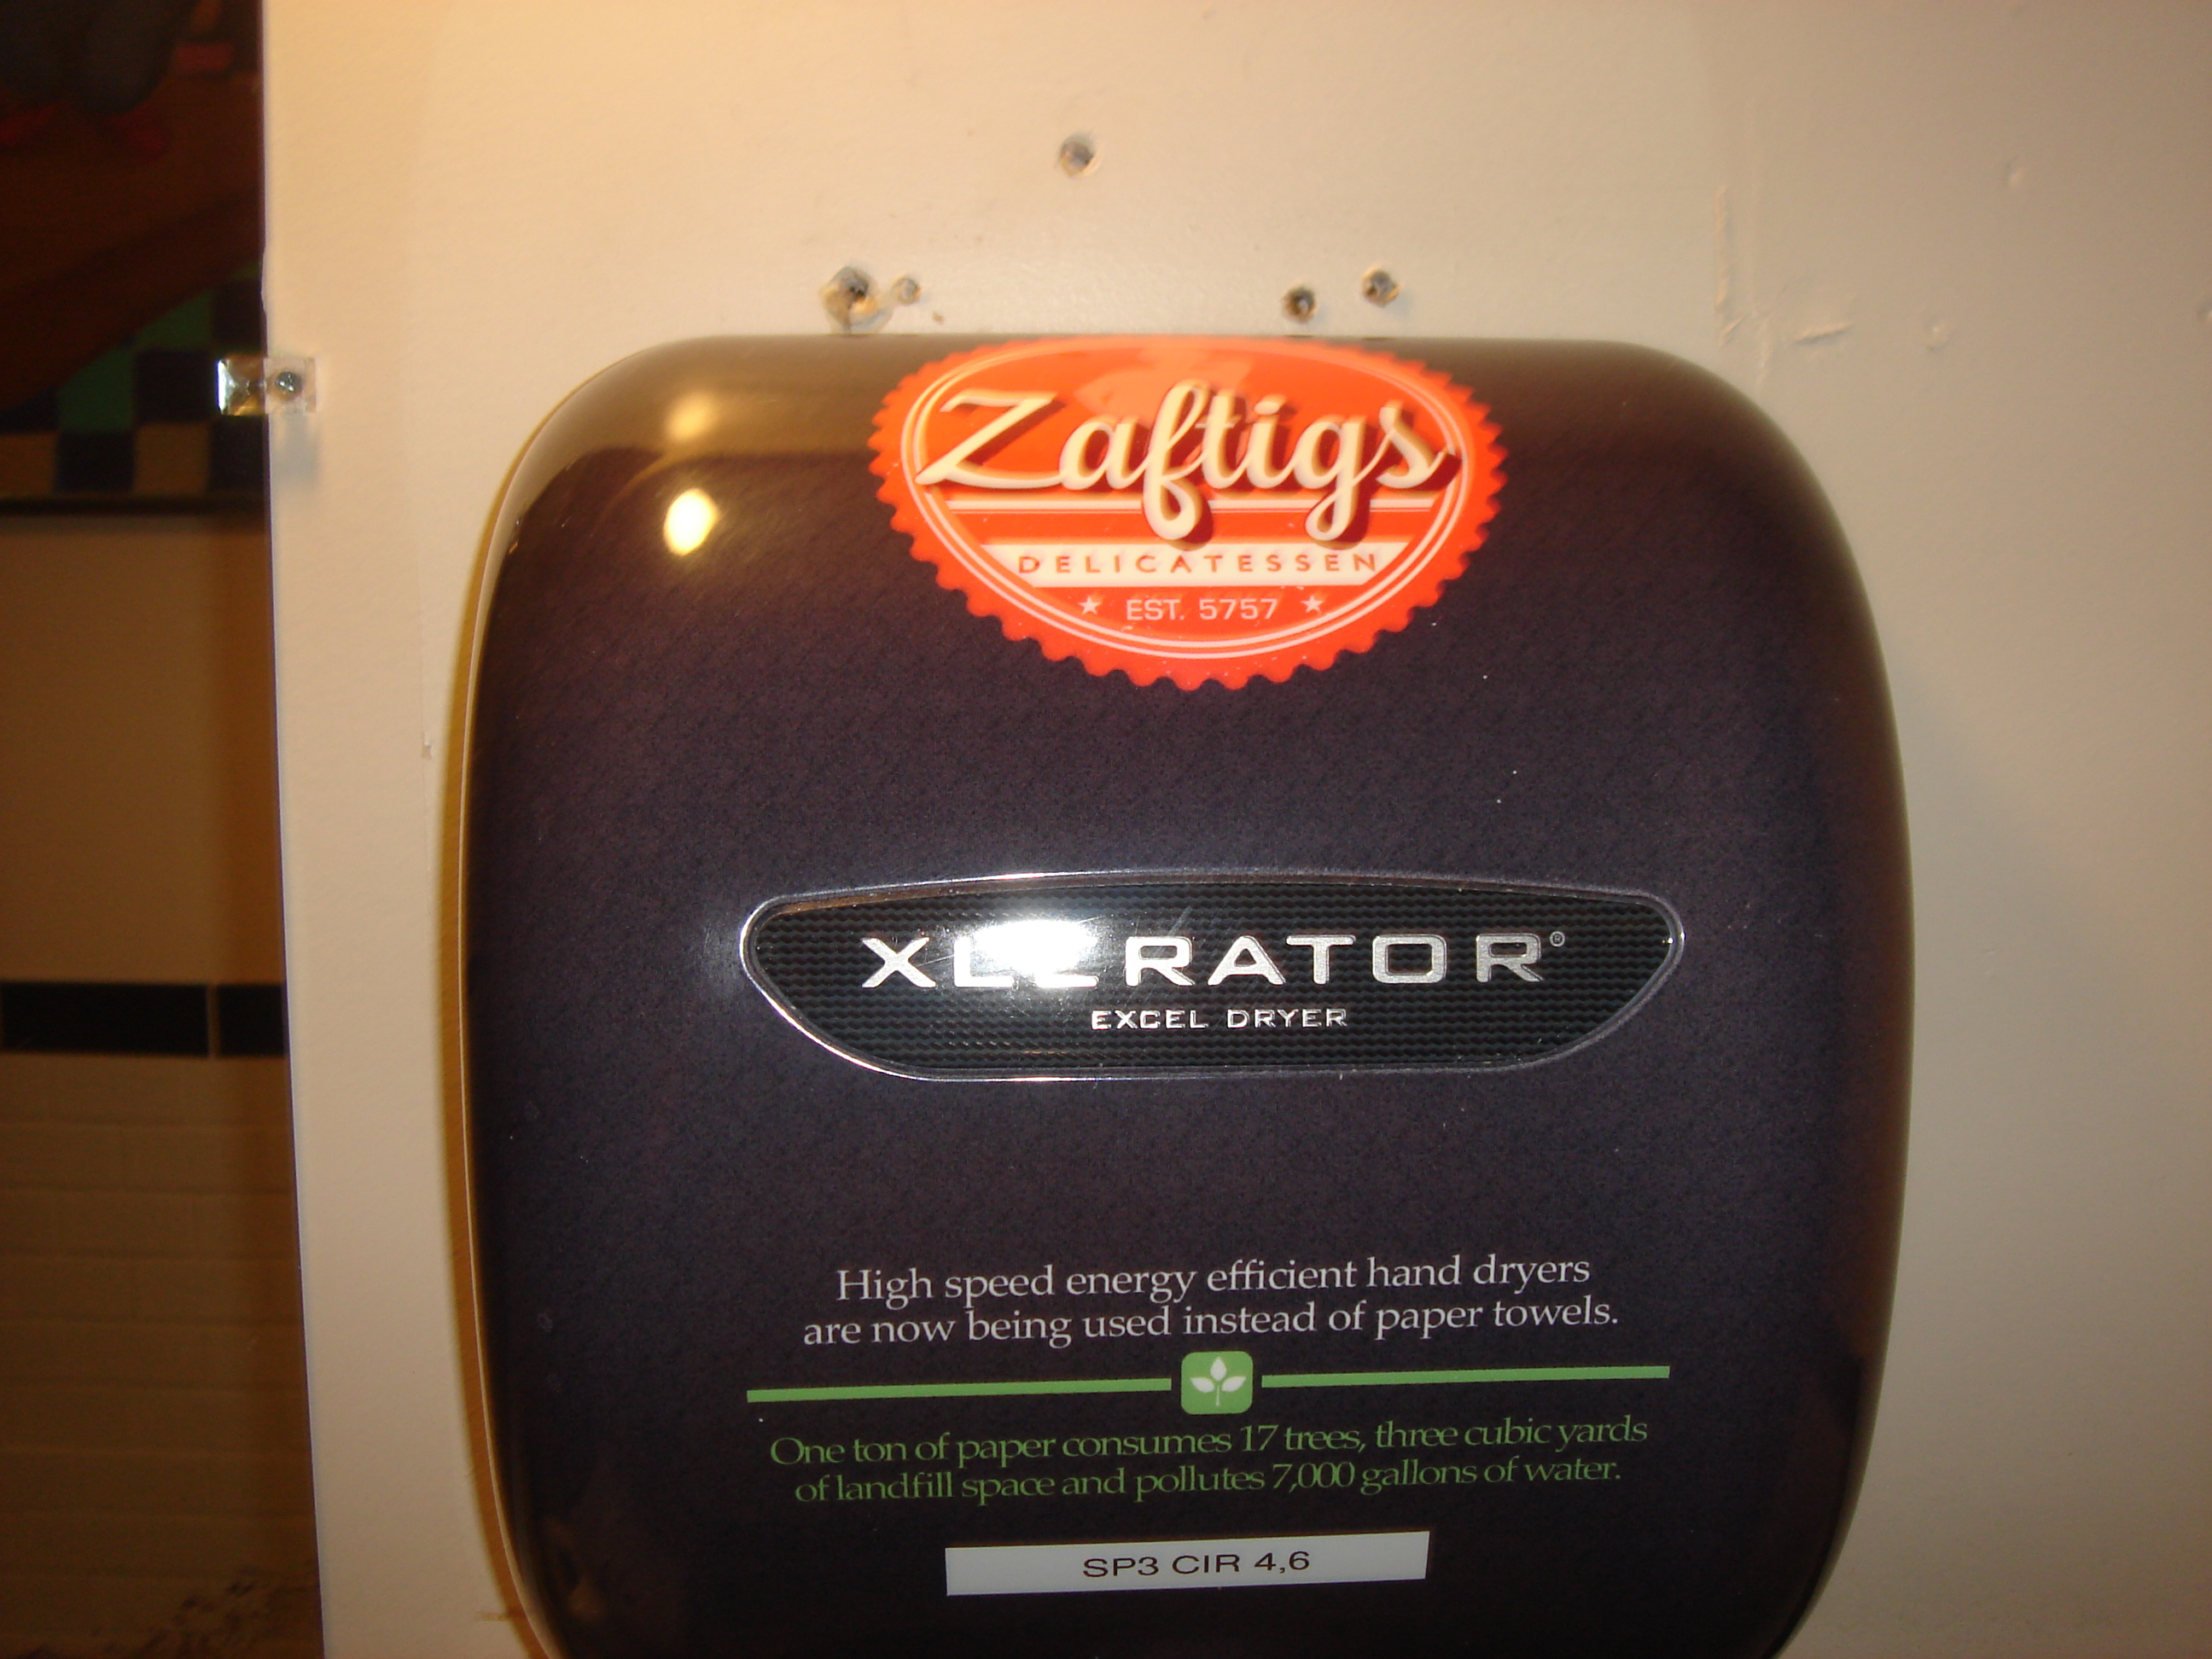 Zaftigs
DELICATESSEN
★ EST. 5757 ★
XLERATOR®
EXCEL DRYER
High speed energy efficient hand dryers
are now being used instead of paper towels.
One ton of paper consumes 17 trees, three cubic yards
of landfill space and pollutes 7,000 gallons of water.
SP3 CIR 4,6